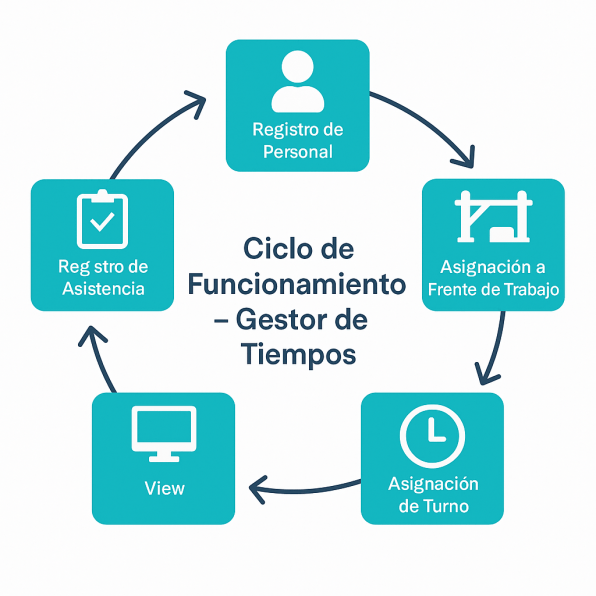 Registro de
Personal
Asignación a
Frente de Trabajo
Asignación
de Turno
View
Reg stro de
Asistencia
Ciclo de
Funcionamiento
– Gestor de
Tiempos